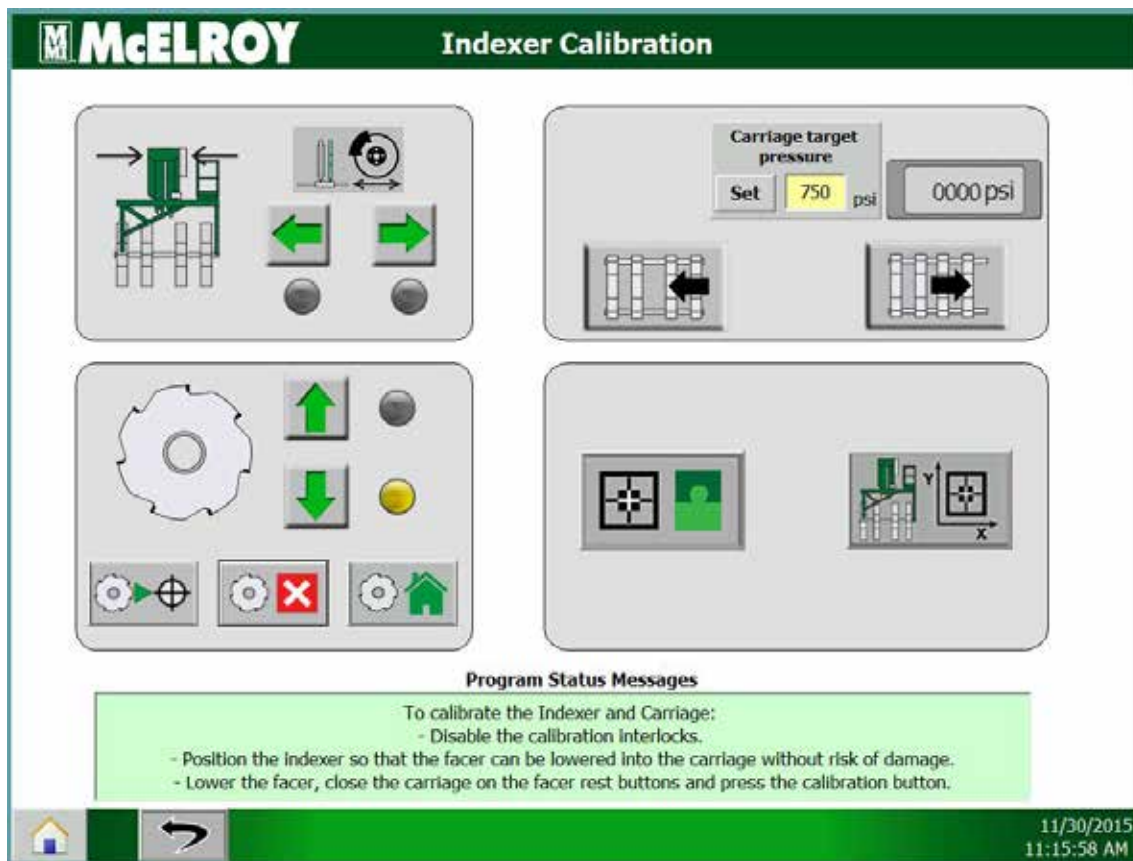 McELROY
Indexer Calibration
Carriage target
pressure
Set
750
psi
0000 psi
Y
X
Program Status Messages
To calibrate the Indexer and Carriage:
- Disable the calibration interlocks.
- Position the indexer so that the facer can be lowered into the carriage without risk of damage.
- Lower the facer, close the carriage on the facer rest buttons and press the calibration button.
11/30/2015
11:15:58 AM